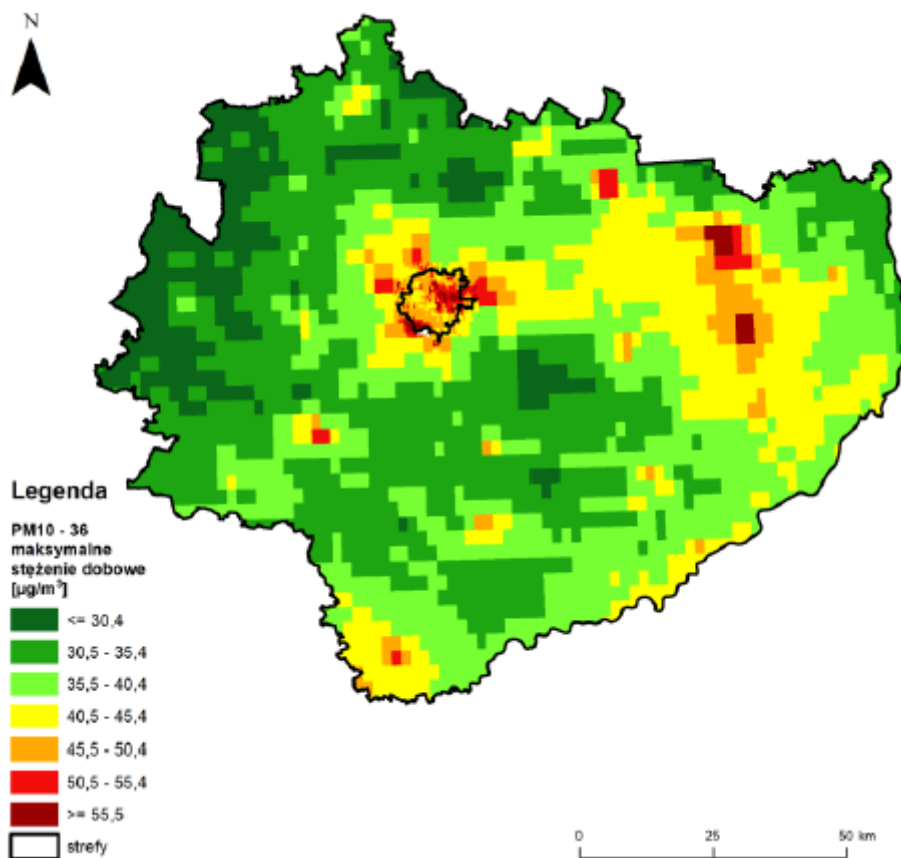 N
Legenda
PM10 - 36
maksymalne
stężenie dobowe
[µg/m³]
<= 30,4
30,5 - 35,4
35,5 - 40,4
40,5 - 45,4
45,5 - 50,4
50,5 - 55,4
>= 55,5
strefy
0 25 50 km